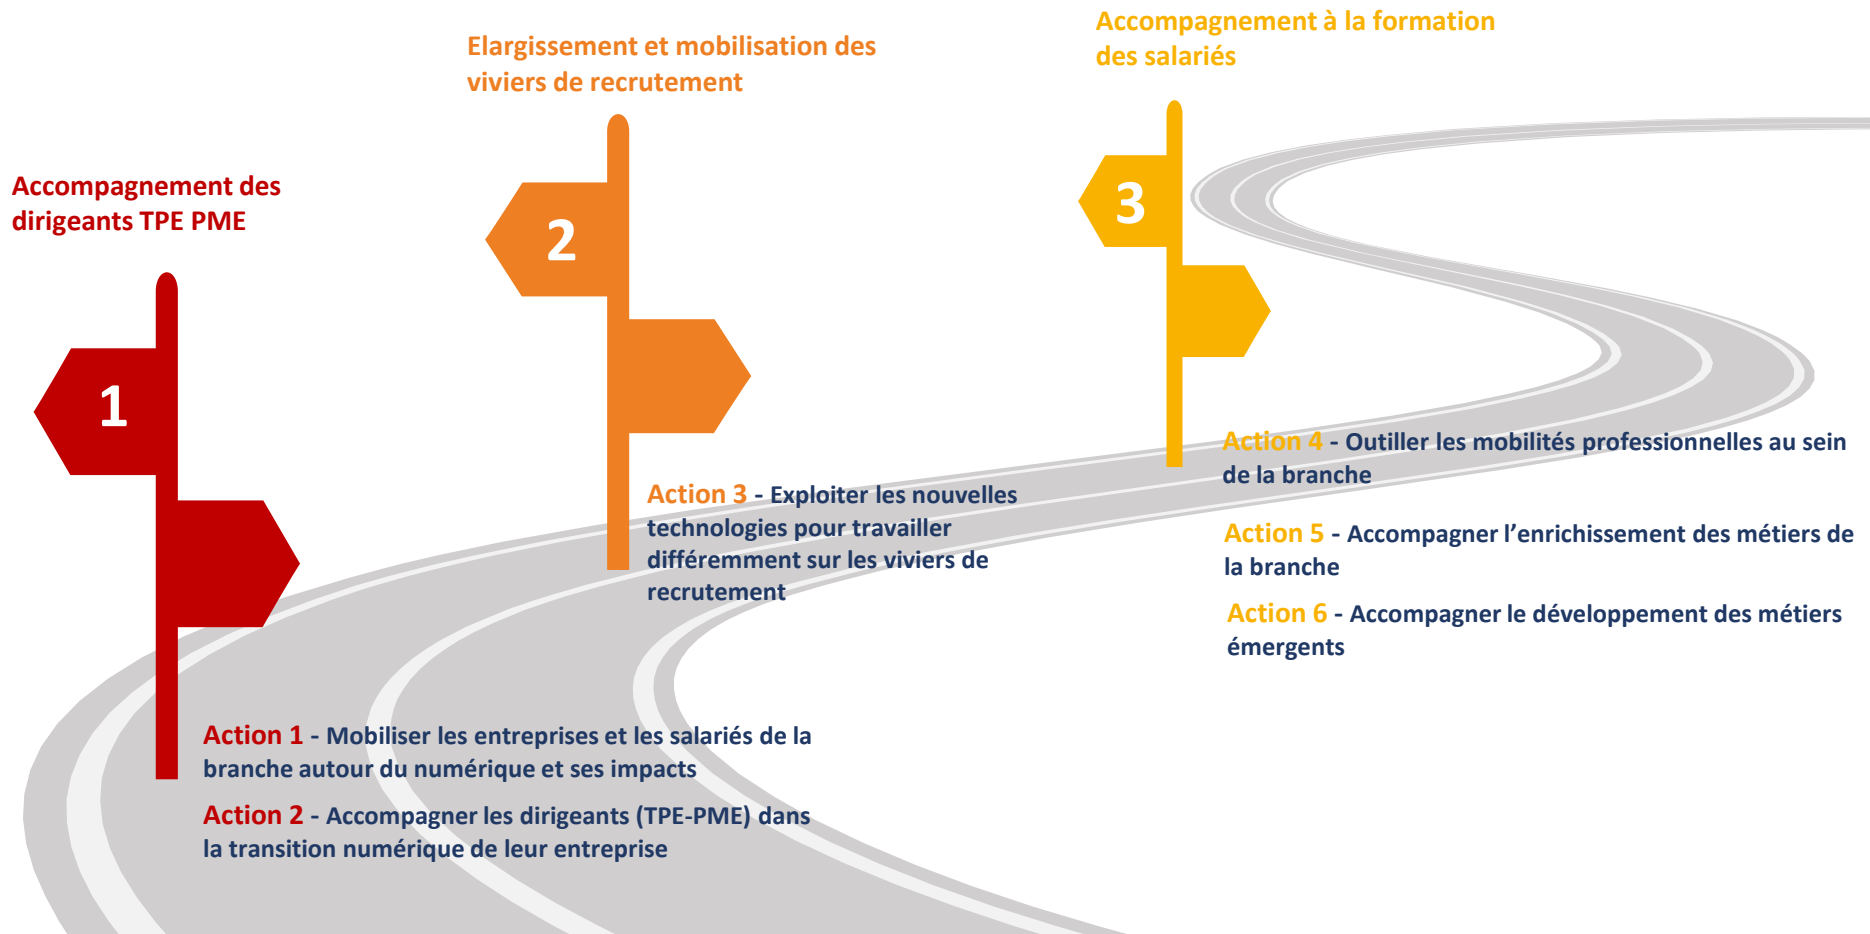 Accompagnement des
dirigeants TPE PME
1
Action 1 - Mobiliser les entreprises et les salariés de la
branche autour du numérique et ses impacts
Action 2 - Accompagner les dirigeants (TPE-PME) dans
la transition numérique de leur entreprise
Elargissement et mobilisation des
viviers de recrutement
2
Action 3 - Exploiter les nouvelles
technologies pour travailler
différemment sur les viviers de
recrutement
Accompagnement à la formation
des salariés
3
Action 4 - Outiller les mobilités professionnelles au sein
de la branche
Action 5 - Accompagner l’enrichissement des métiers de
la branche
Action 6 - Accompagner le développement des métiers
émergents